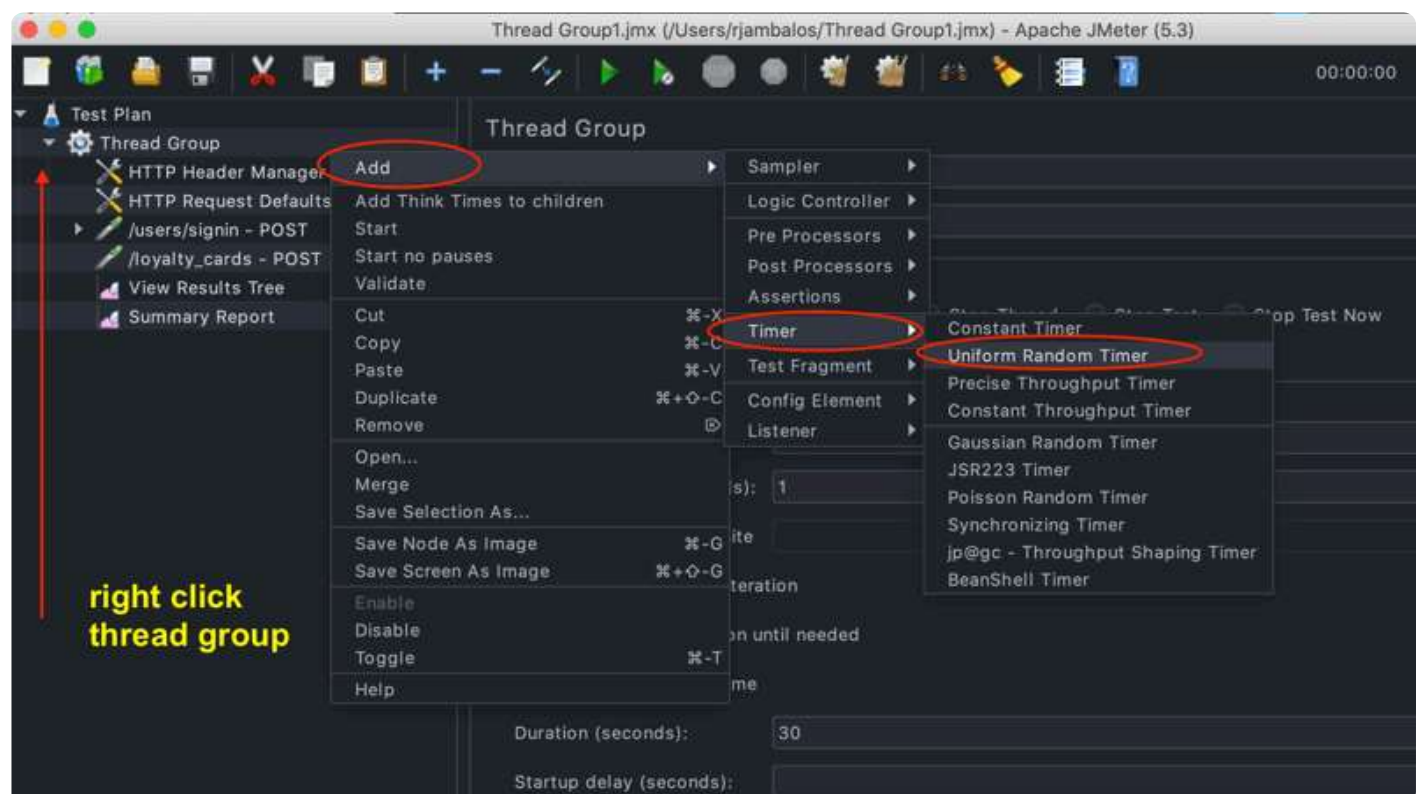 Thread Group1.jmx (/Users/rjambalos/Thread Group1.jmx) - Apache JMeter (5.3)
00:00:00
Test Plan
Thread Group
HTTP Header Manager
HTTP Request Defaults
/users/signin - POST
/loyalty_cards - POST
View Results Tree
Summary Report
right click
thread group
Thread Group
Add
Add Think Times to children
Start
Start no pauses
Validate
Cut ⌘-X
Copy ⌘-C
Paste ⌘-V
Duplicate ⌘+⇧-C
Remove ⌦
Open...
Merge
Save Selection As...
Save Node As Image ⌘-G
Save Screen As Image ⌘+⇧-G
Enable
Disable
Toggle ⌘-T
Help
Sampler
Logic Controller
Pre Processors
Post Processors
Assertions
Timer
Test Fragment
Config Element
Listener
Stop Test Now
Constant Timer
Uniform Random Timer
Precise Throughput Timer
Constant Throughput Timer
Gaussian Random Timer
JSR223 Timer
Poisson Random Timer
Synchronizing Timer
jp@gc - Throughput Shaping Timer
BeanShell Timer
s): 1
ite
teration
on until needed
me
Duration (seconds): 30
Startup delay (seconds):